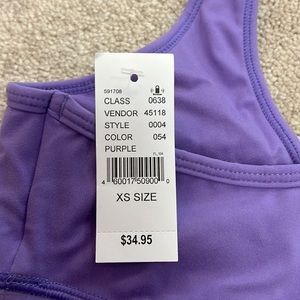 591708
CLASS 0638
VENDOR 45118
STYLE 0004
COLOR 054
PURPLE
4 60017 50900 0
XS SIZE
$34.95